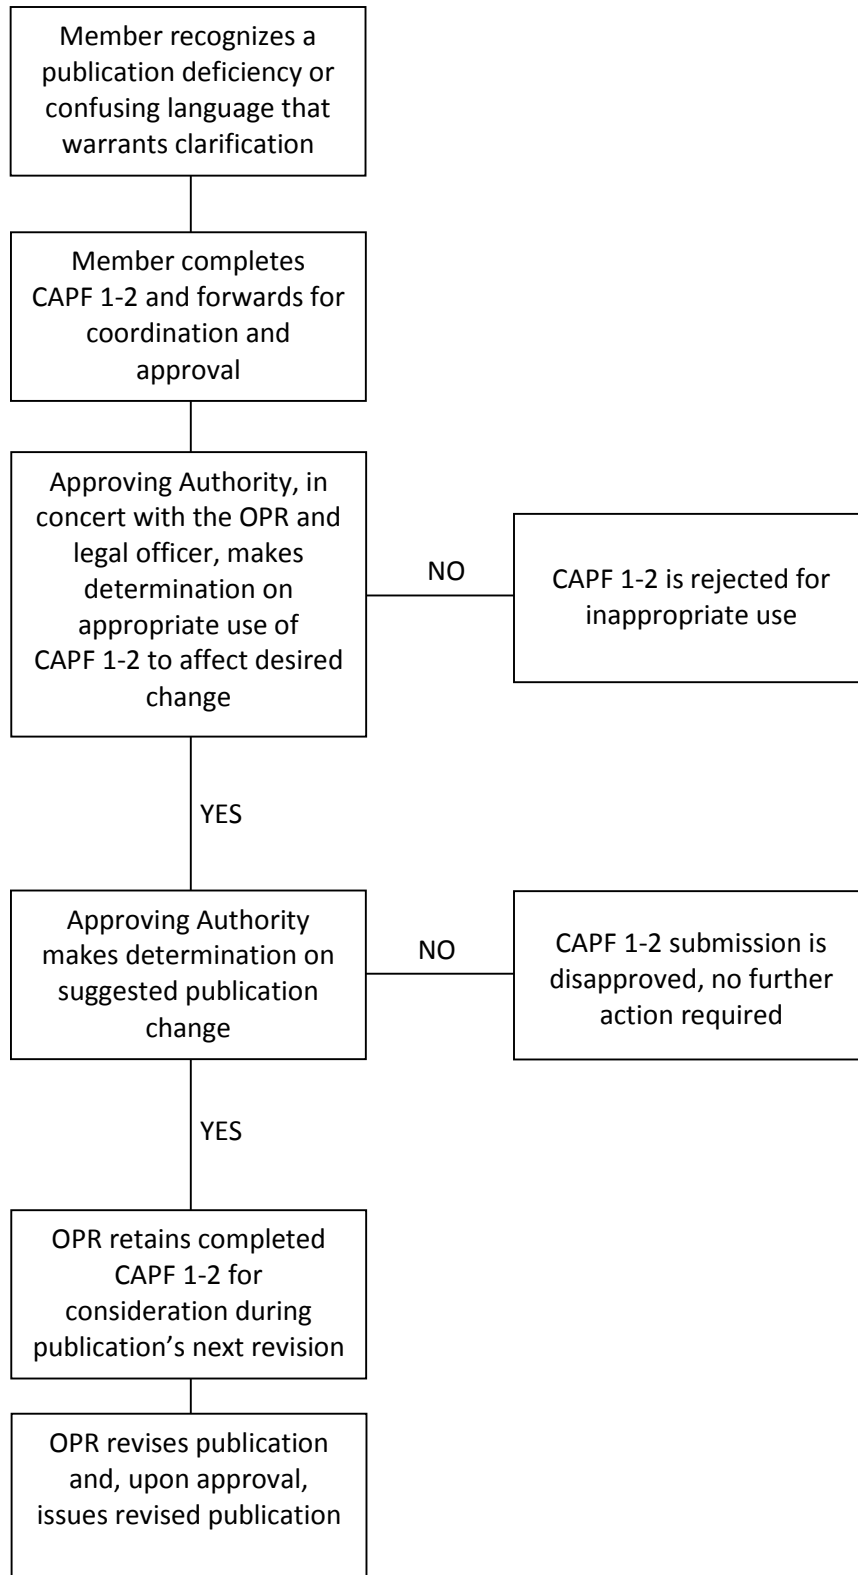 Member recognizes a
publication deficiency or
confusing language that
warrants clarification
Member completes
CAPF 1-2 and forwards for
coordination and
approval
Approving Authority, in
concert with the OPR and
legal officer, makes
determination on
appropriate use of
CAPF 1-2 to affect desired
change
NO
CAPF 1-2 is rejected for
inappropriate use
YES
Approving Authority
makes determination on
suggested publication
change
NO
CAPF 1-2 submission is
disapproved, no further
action required
YES
OPR retains completed
CAPF 1-2 for
consideration during
publication’s next revision
OPR revises publication
and, upon approval,
issues revised publication